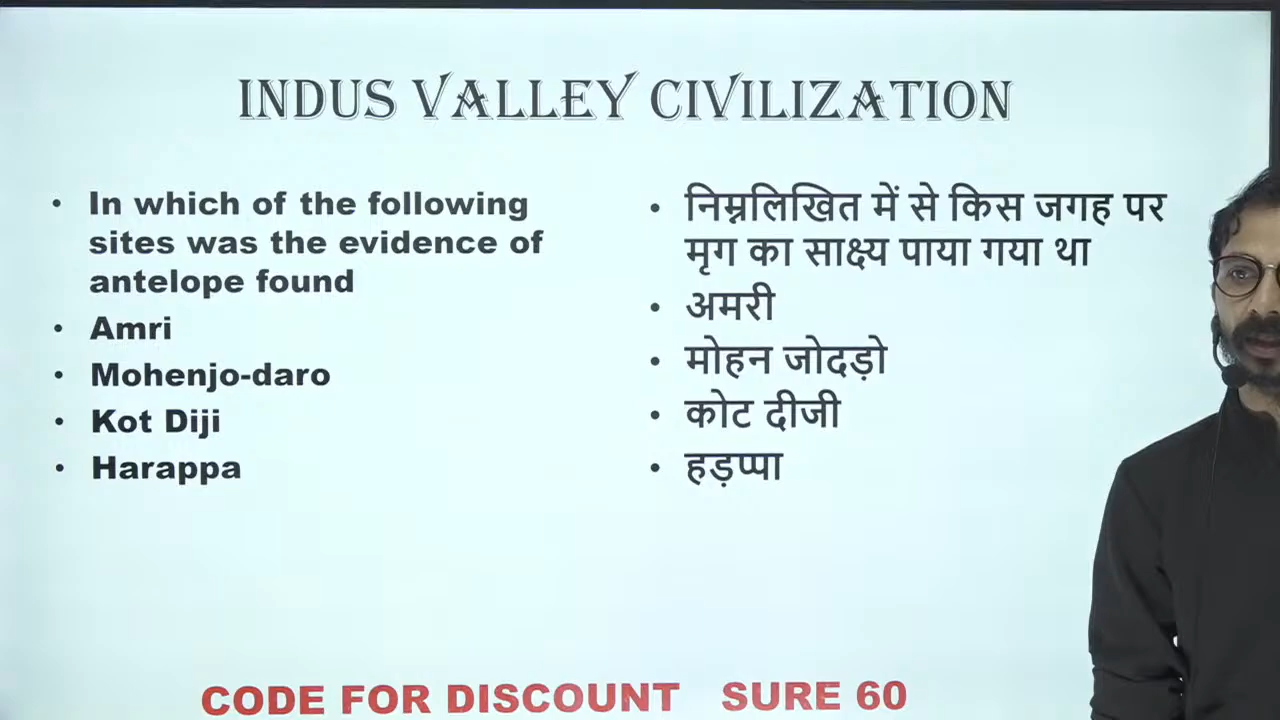 INDUS VALLEY CIVILIZATION
• In which of the following
sites was the evidence of
antelope found
• Amri
• Mohenjo-daro
• Kot Diji
• Harappa
• निम्नलिखित में से किस जगह पर
मृग का साक्ष्य पाया गया था
• अमरी
• मोहन जोदड़ो
• कोट दीजी
• हड़प्पा
CODE FOR DISCOUNT SURE 60